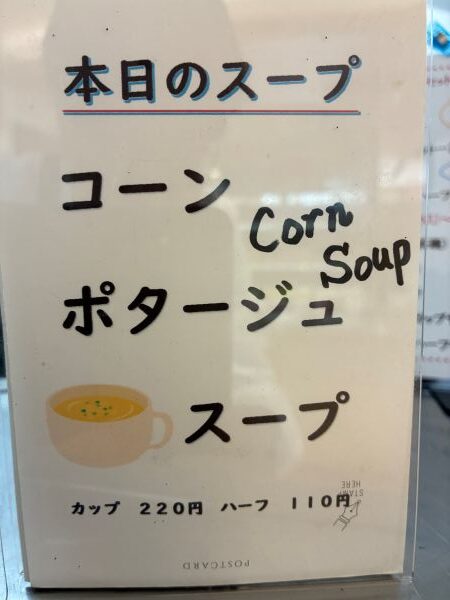 本日のスープ
コーン
Corn
Soup
ポタージュ
スープ
カップ 220円 ハーフ 110円
STAMP
HERE
POSTCARD